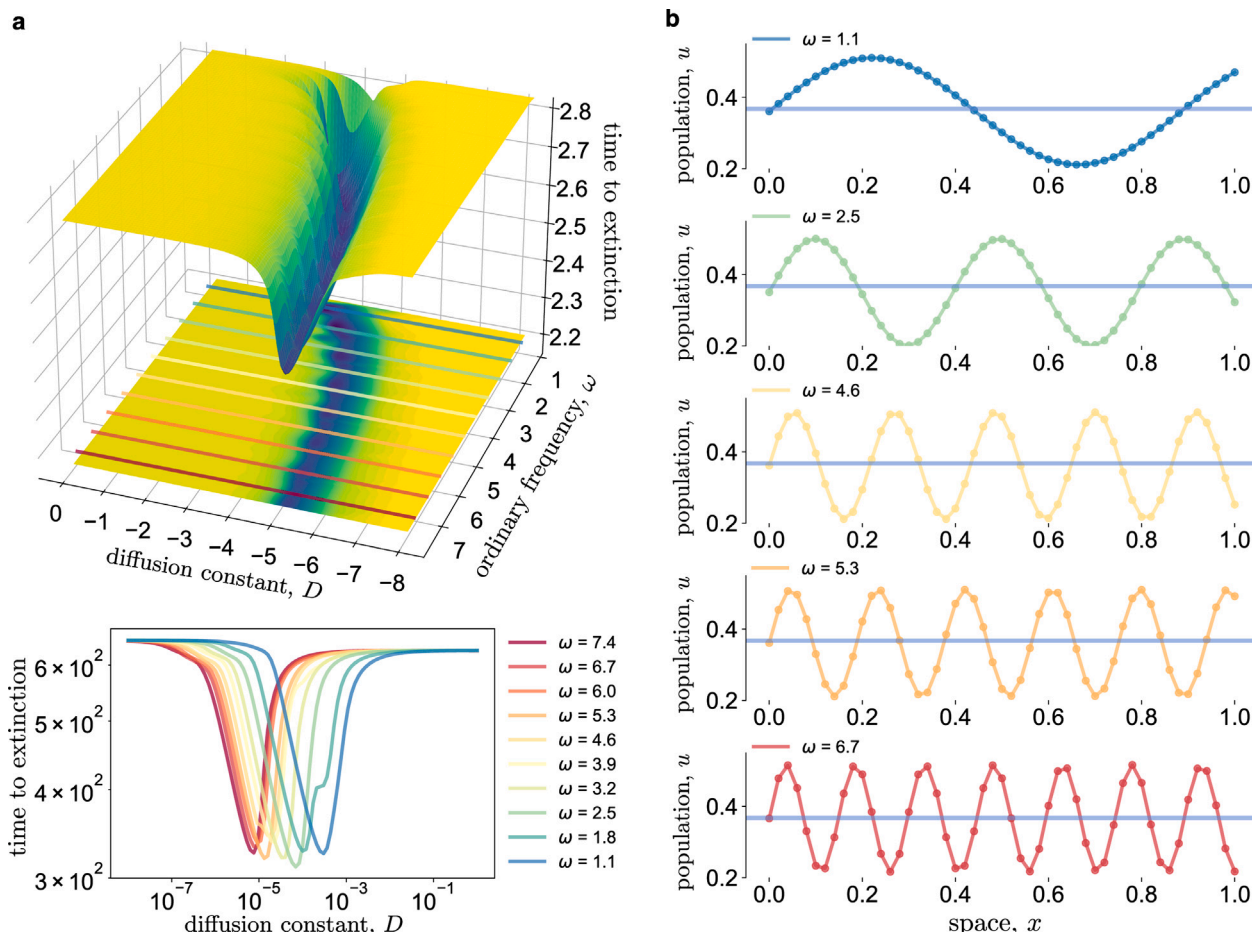 a
2.8
2.7
2.6
2.5
2.4
2.3
2.2
time to extinction
1
2
3
4
5
6
7
ordinary frequency, ω
0 −1 −2 −3 −4 −5 −6 −7 −8
diffusion constant, D
6 × 10²
5 × 10²
4 × 10²
3 × 10²
time to extinction
10⁻⁷ 10⁻⁵ 10⁻³ 10⁻¹
diffusion constant, D
ω = 7.4
ω = 6.7
ω = 6.0
ω = 5.3
ω = 4.6
ω = 3.9
ω = 3.2
ω = 2.5
ω = 1.8
ω = 1.1
b
ω = 1.1
population, u
0.4
0.2
0.0 0.2 0.4 0.6 0.8 1.0
ω = 2.5
population, u
0.4
0.2
0.0 0.2 0.4 0.6 0.8 1.0
ω = 4.6
population, u
0.4
0.2
0.0 0.2 0.4 0.6 0.8 1.0
ω = 5.3
population, u
0.4
0.2
0.0 0.2 0.4 0.6 0.8 1.0
ω = 6.7
population, u
0.4
0.2
0.0 0.2 0.4 0.6 0.8 1.0
space, x